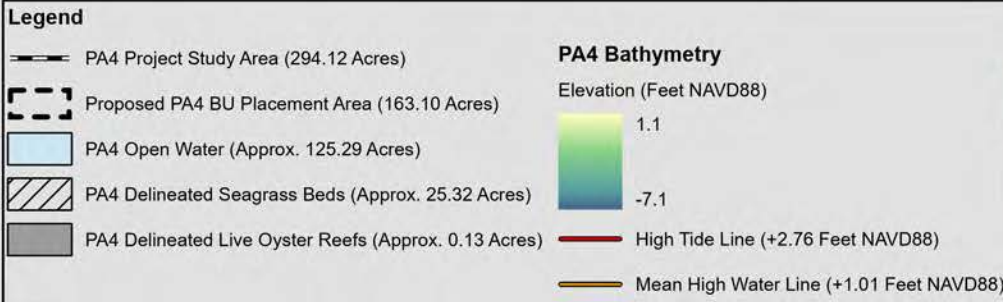 Legend
PA4 Project Study Area (294.12 Acres)
Proposed PA4 BU Placement Area (163.10 Acres)
PA4 Open Water (Approx. 125.29 Acres)
PA4 Delineated Seagrass Beds (Approx. 25.32 Acres)
PA4 Delineated Live Oyster Reefs (Approx. 0.13 Acres)
PA4 Bathymetry
Elevation (Feet NAVD88)
1.1
-7.1
High Tide Line (+2.76 Feet NAVD88)
Mean High Water Line (+1.01 Feet NAVD88)